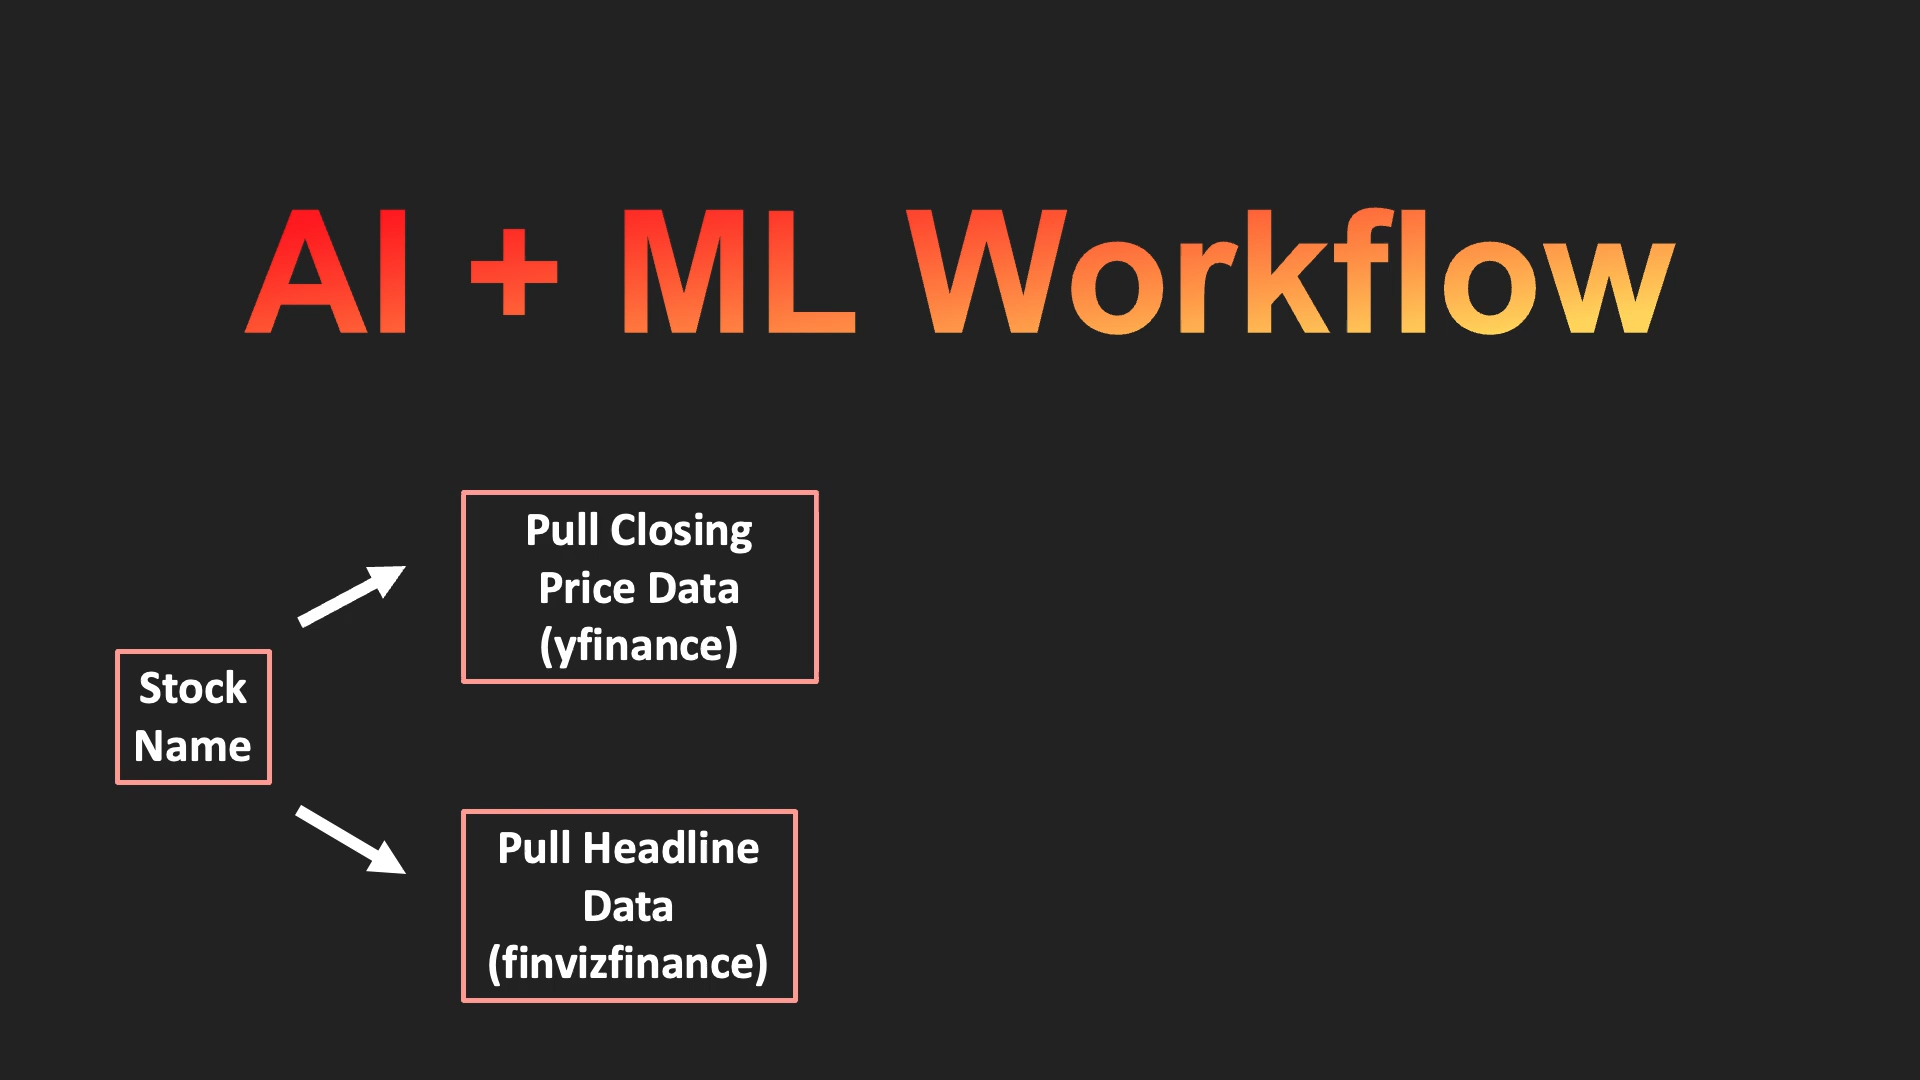 AI + ML Workflow
Pull Closing
Price Data
(yfinance)
Stock
Name
Pull Headline
Data
(finvizfinance)